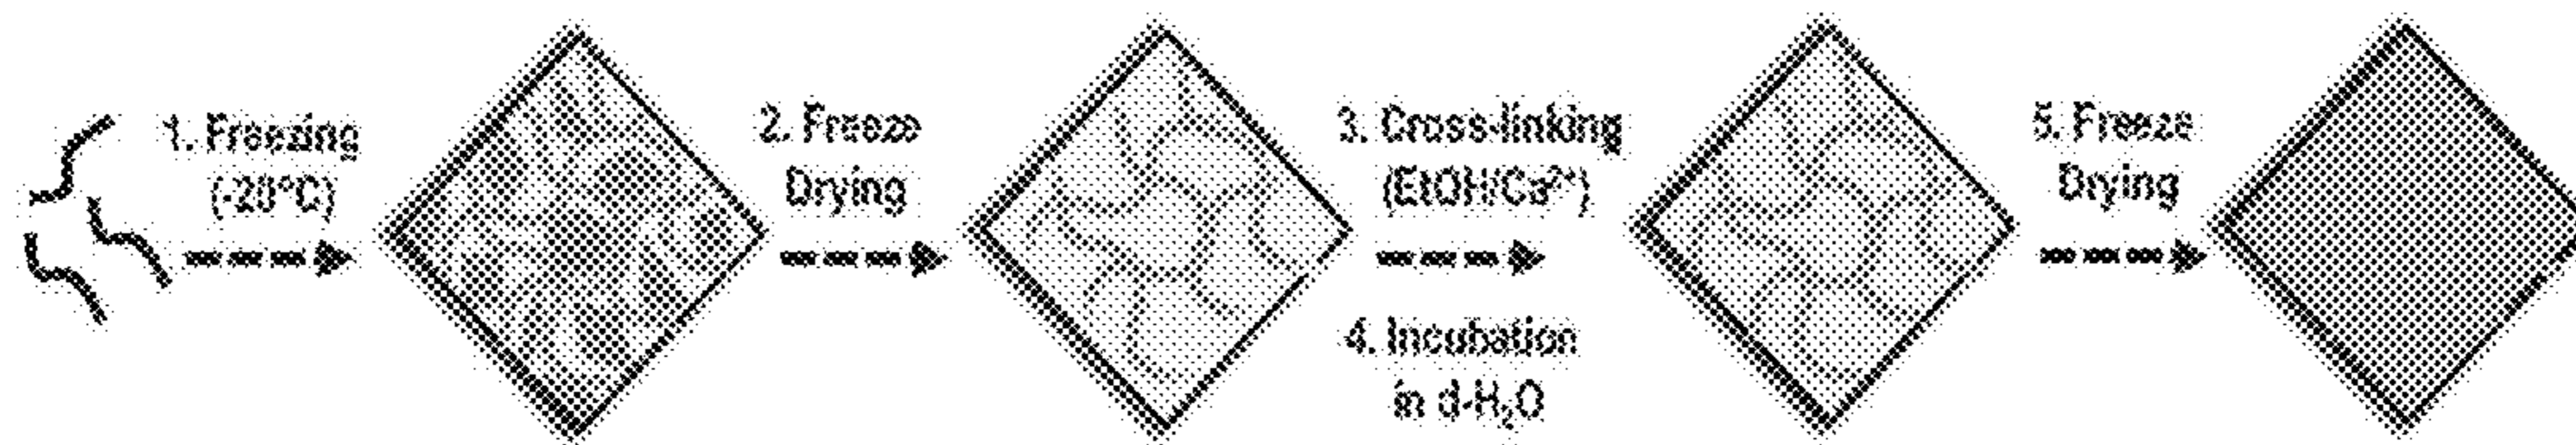 1. Freezing
(-20°C)
2. Freeze
Drying
3. Cross-linking
(EtOH/Ca²⁺)
4. Incubation
in d-H₂O
5. Freeze
Drying